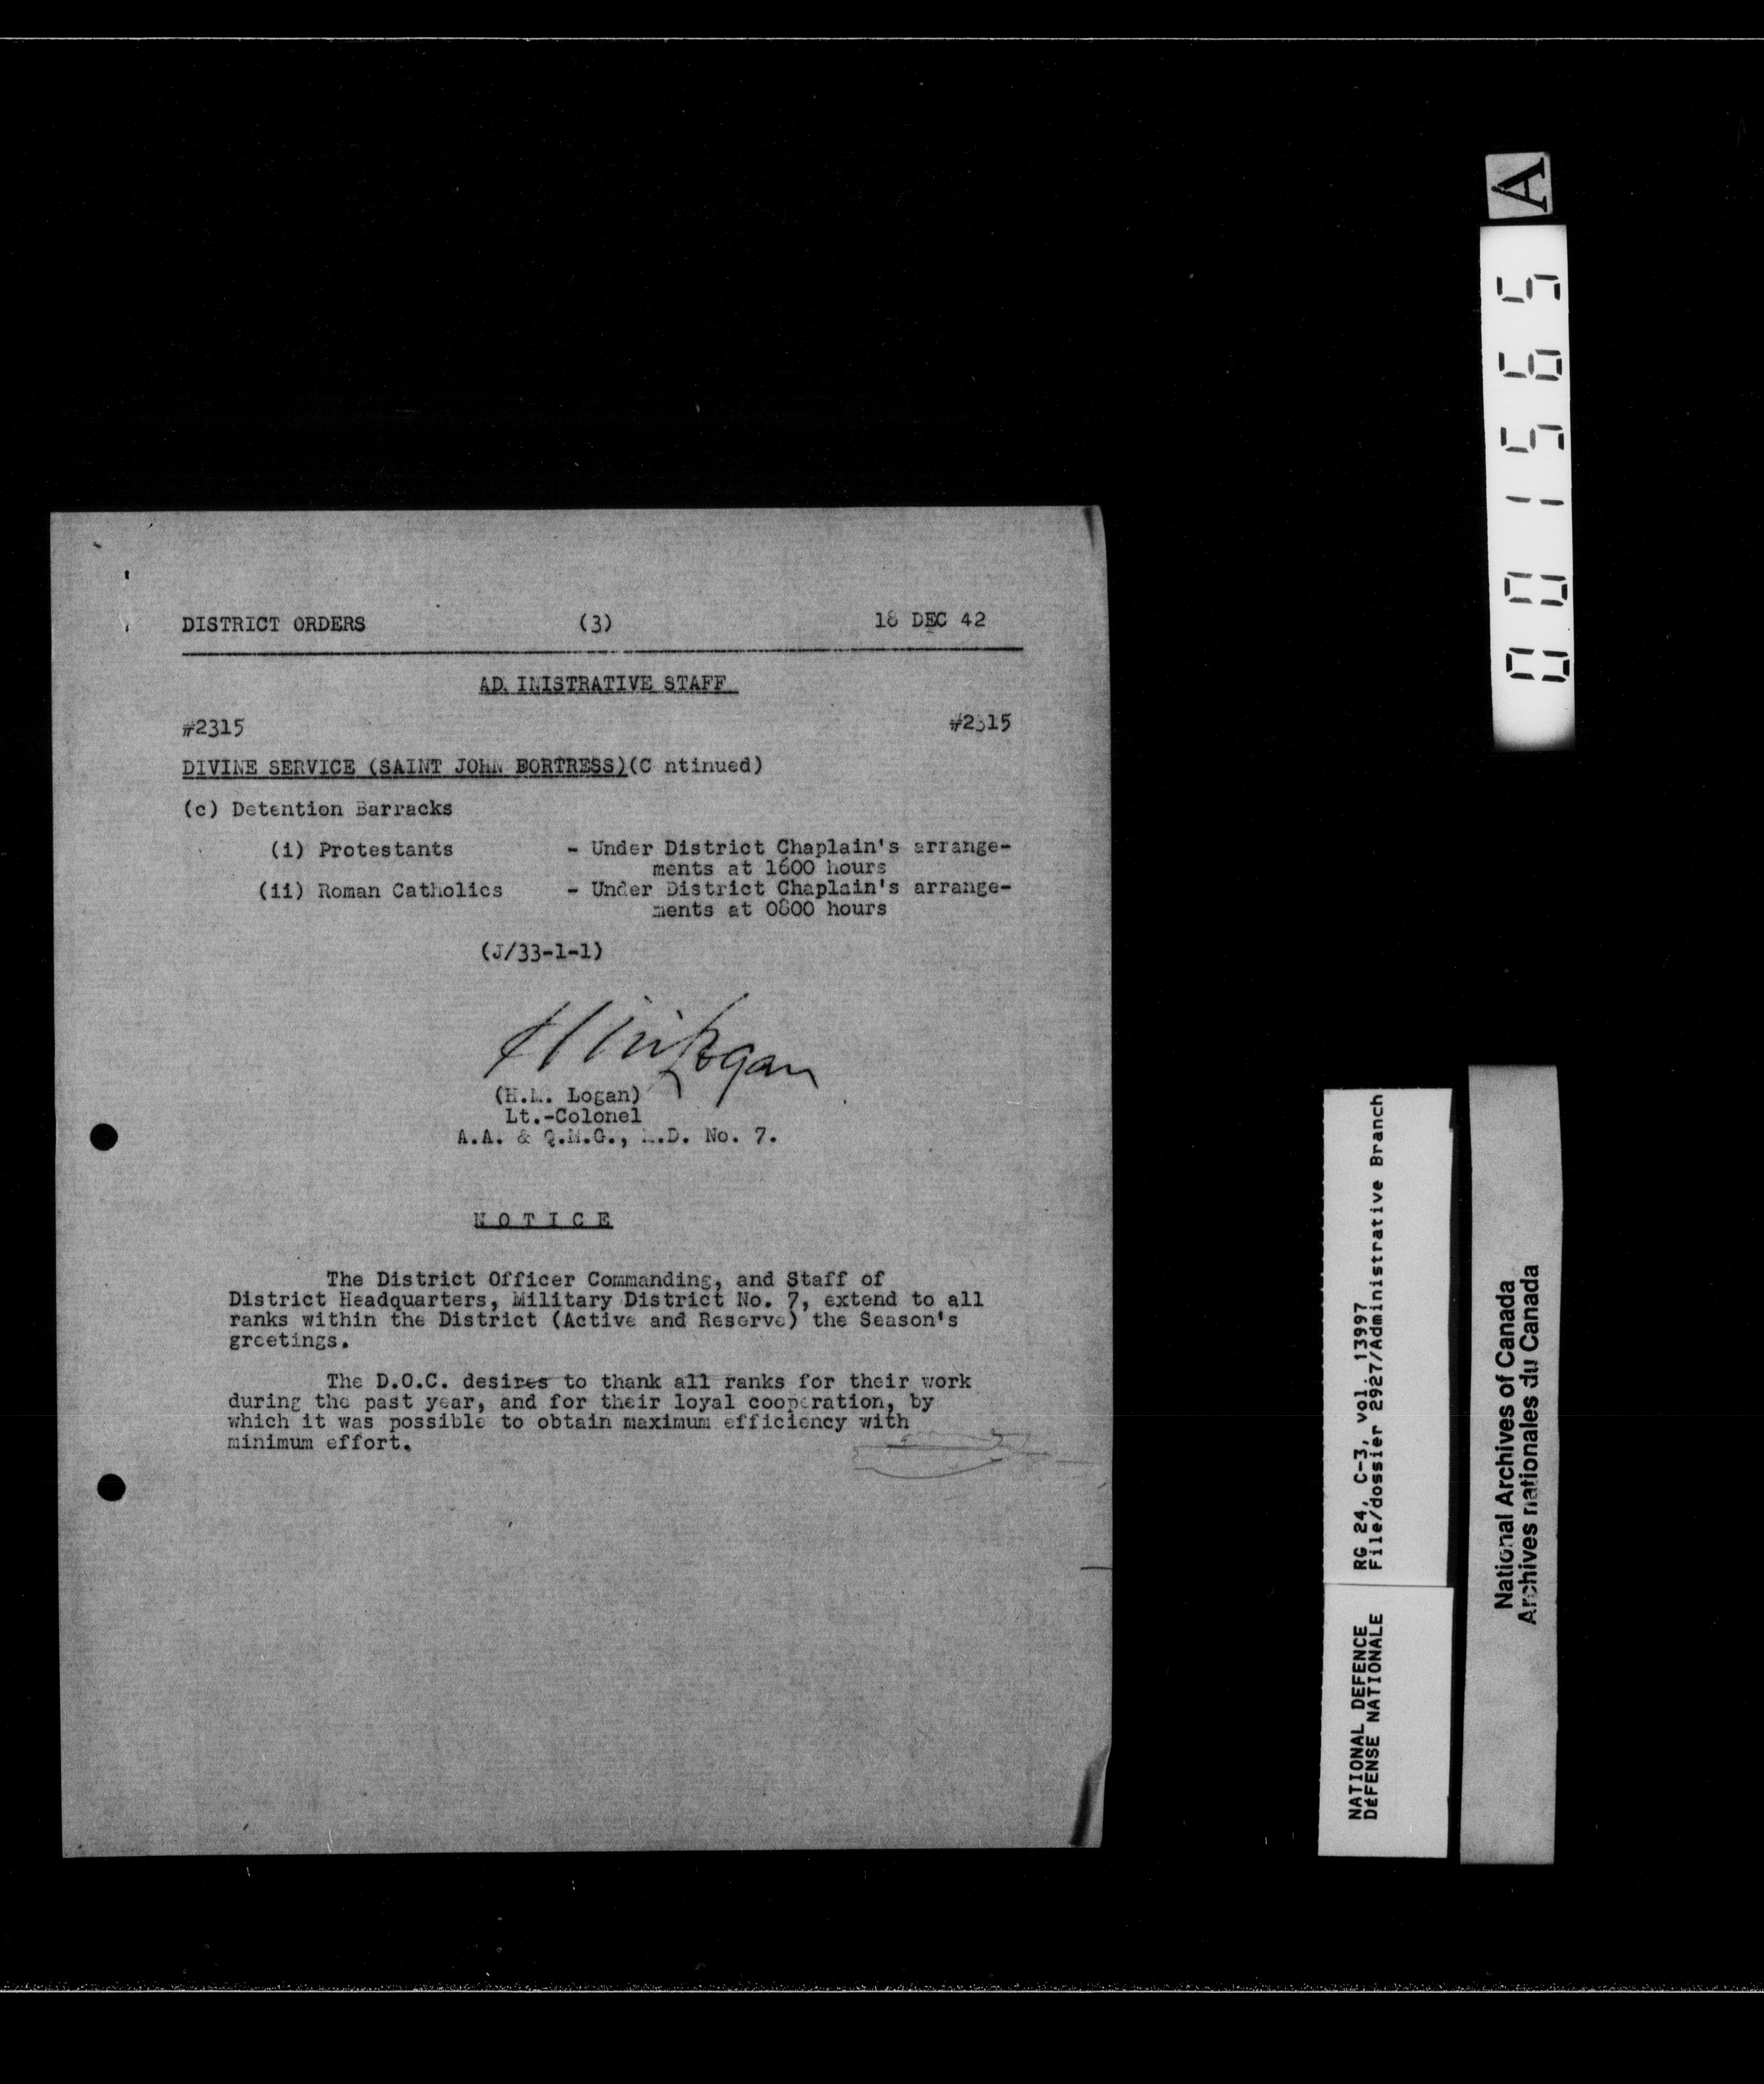 DISTRICT ORDERS (3) 18 DEC 42
AD INISTRATIVE STAFF
#2315 #2315
DIVINE SERVICE (SAINT JOHN FORTRESS)(C ntinued)
(c) Detention Barracks
(i) Protestants - Under District Chaplain's arrange-
ments at 1600 hours
(ii) Roman Catholics - Under District Chaplain's arrange-
ments at 0800 hours
(J/33-1-1)
HM Logan
(H.M. Logan)
Lt.-Colonel
A.A. & Q.M.G., M.D. No. 7.
N O T I C E
The District Officer Commanding, and Staff of
District Headquarters, Military District No. 7, extend to all
ranks within the District (Active and Reserve) the Season's
greetings.
The D.O.C. desires to thank all ranks for their work
during the past year, and for their loyal cooperation, by
which it was possible to obtain maximum efficiency with
minimum effort.
001565 A
NATIONAL DEFENCE
DÉFENSE NATIONALE
RG 24, C-3, vol. 13997
File/dossier 2927/Administrative Branch
National Archives of Canada
Archives nationales du Canada